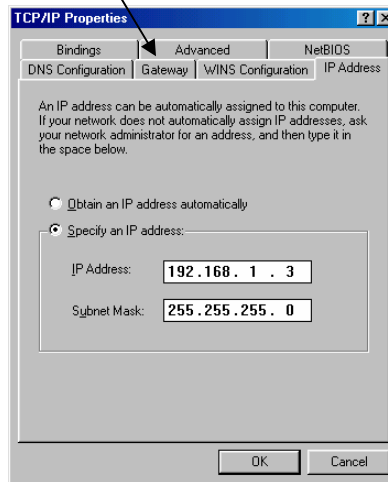 TCP/IP Properties
Bindings Advanced NetBIOS
DNS Configuration Gateway WINS Configuration IP Address
An IP address can be automatically assigned to this computer.
If your network does not automatically assign IP addresses, ask
your network administrator for an address, and then type it in
the space below.
Obtain an IP address automatically
Specify an IP address:
IP Address: 192.168. 1 . 3
Subnet Mask: 255.255.255. 0
OK Cancel